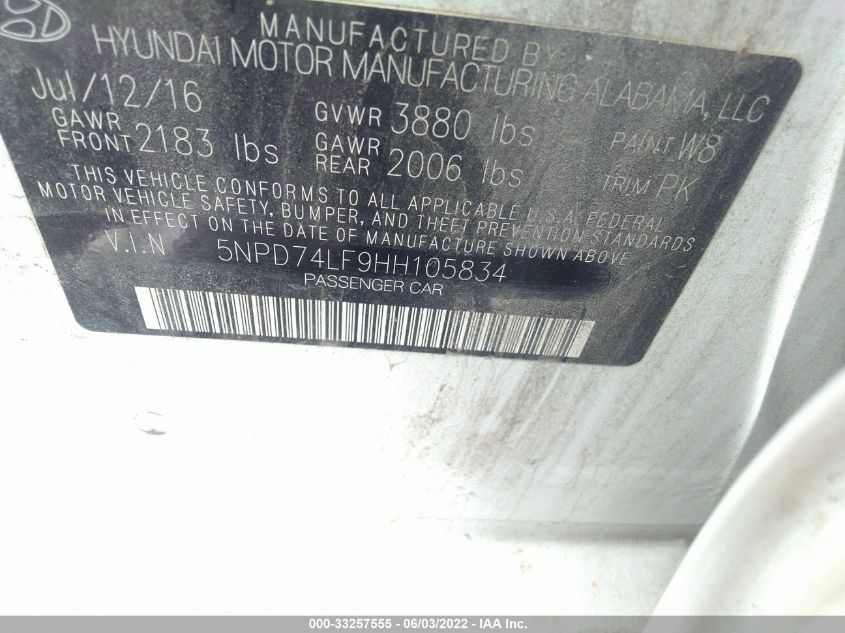 MANUFACTURED BY
HYUNDAI MOTOR MANUFACTURING ALABAMA, LLC
Jul/12/16 GVWR 3880 lbs PAINT W8
GAWR FRONT 2183 lbs GAWR REAR 2006 lbs TRIM PK
THIS VEHICLE CONFORMS TO ALL APPLICABLE U.S.A. FEDERAL
MOTOR VEHICLE SAFETY, BUMPER, AND THEFT PREVENTION STANDARDS
IN EFFECT ON THE DATE OF MANUFACTURE SHOWN ABOVE
V.I.N 5NPD74LF9HH105834
PASSENGER CAR
000-33257555 - 06/03/2022 - IAA Inc.